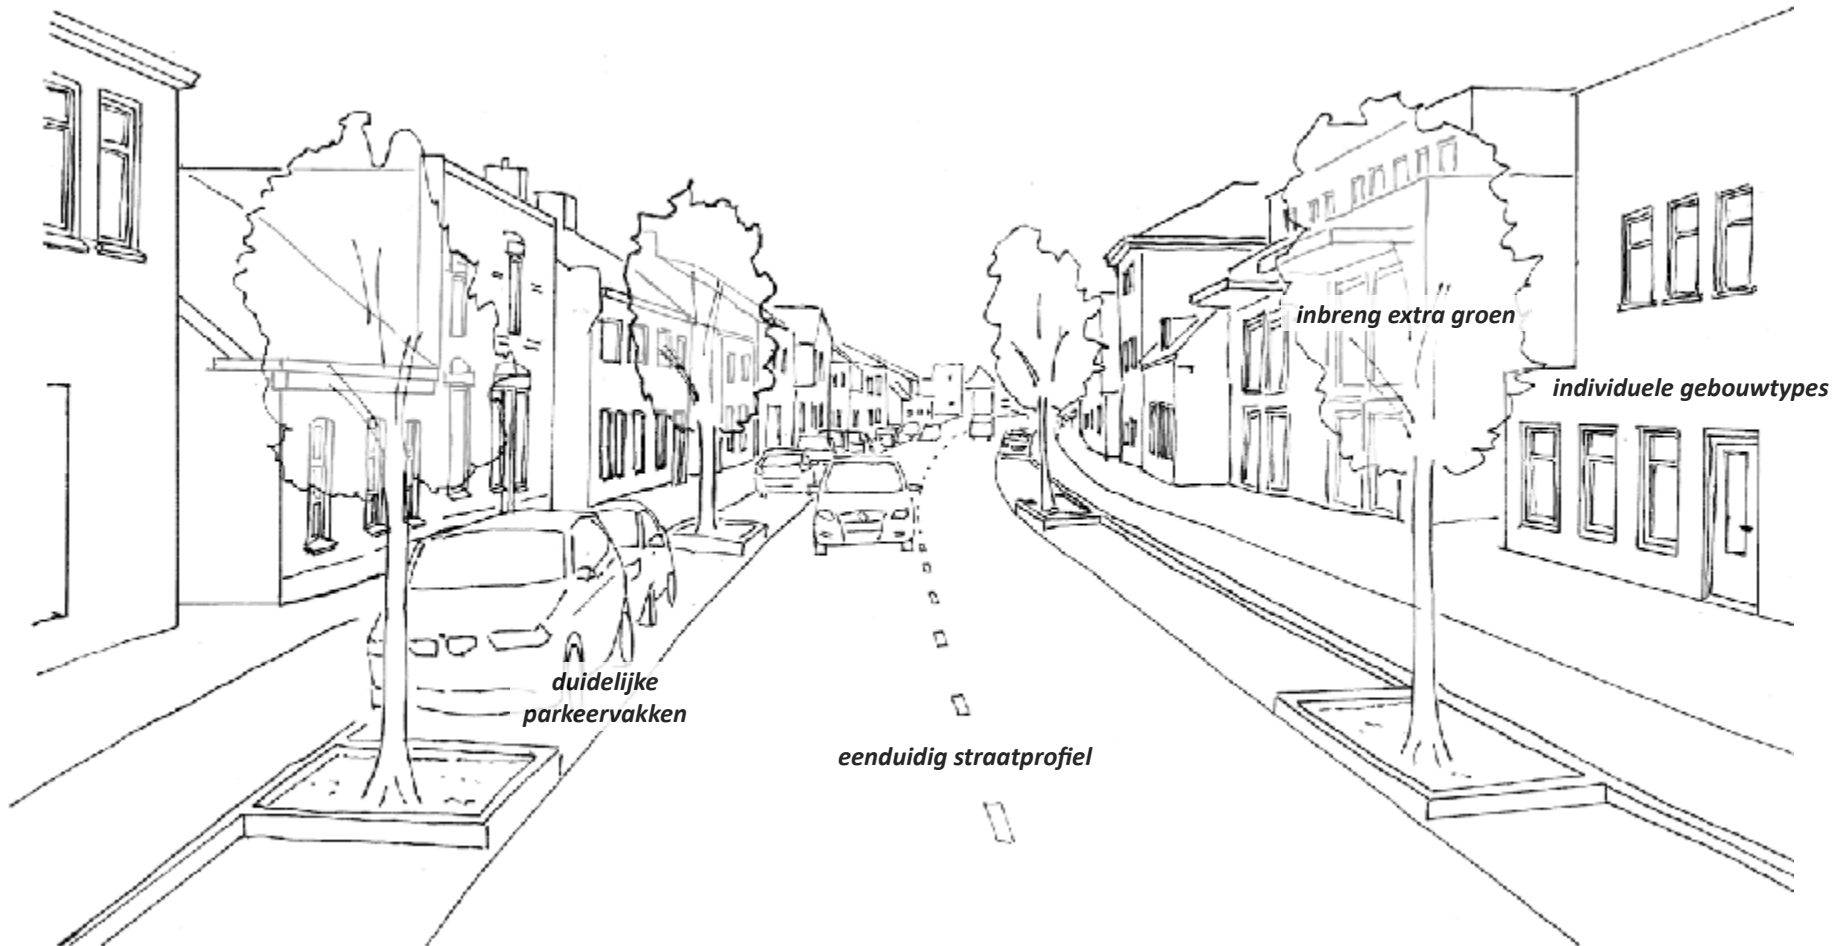 inbreng extra groen
individuele gebouwtypes
duidelijke
parkeervakken
eenduidig straatprofiel